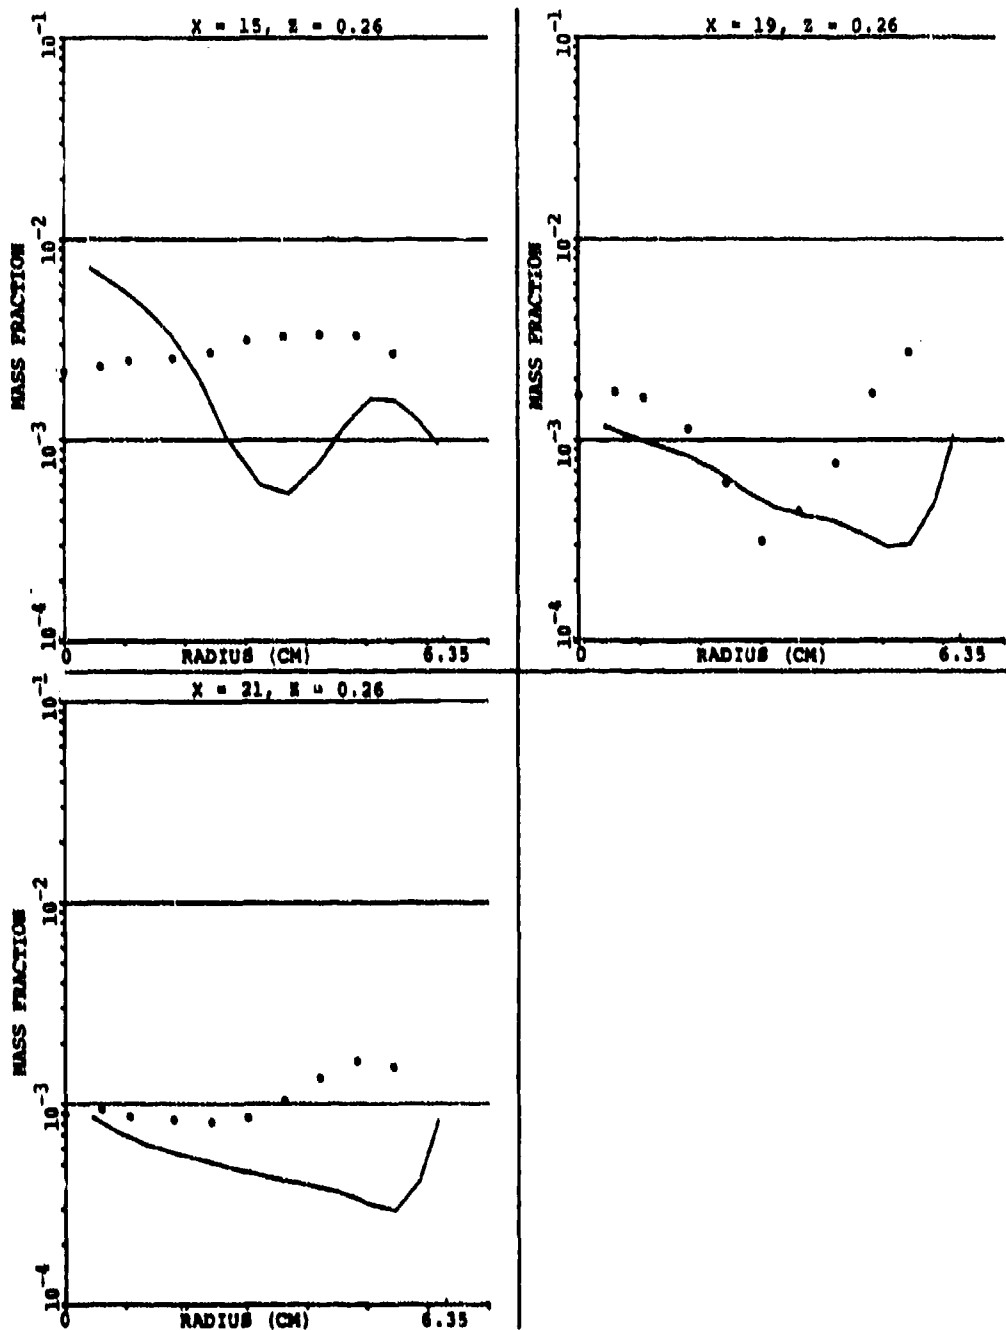 X = 15, Z = 0.26
10⁻¹
10⁻²
10⁻³
10⁻⁴
MASS FRACTION
0
RADIUS (CM)
6.35
X = 19, Z = 0.26
10⁻¹
10⁻²
10⁻³
10⁻⁴
MASS FRACTION
0
RADIUS (CM)
6.35
X = 21, Z = 0.26
10⁻¹
10⁻²
10⁻³
10⁻⁴
MASS FRACTION
0
RADIUS (CM)
6.35